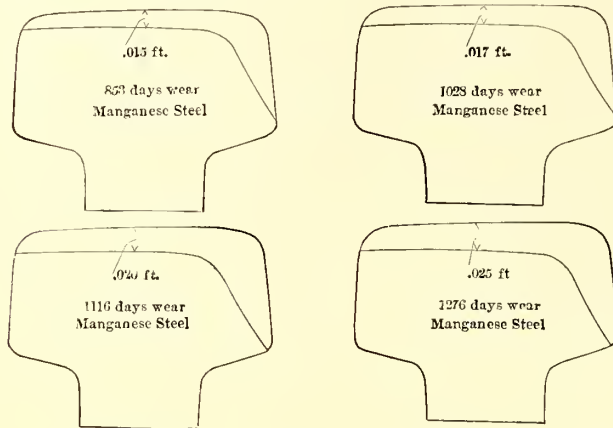 .015 ft.
853 days wear
Manganese Steel
.017 ft.
1028 days wear
Manganese Steel
.020 ft.
1116 days wear
Manganese Steel
.025 ft
1276 days wear
Manganese Steel